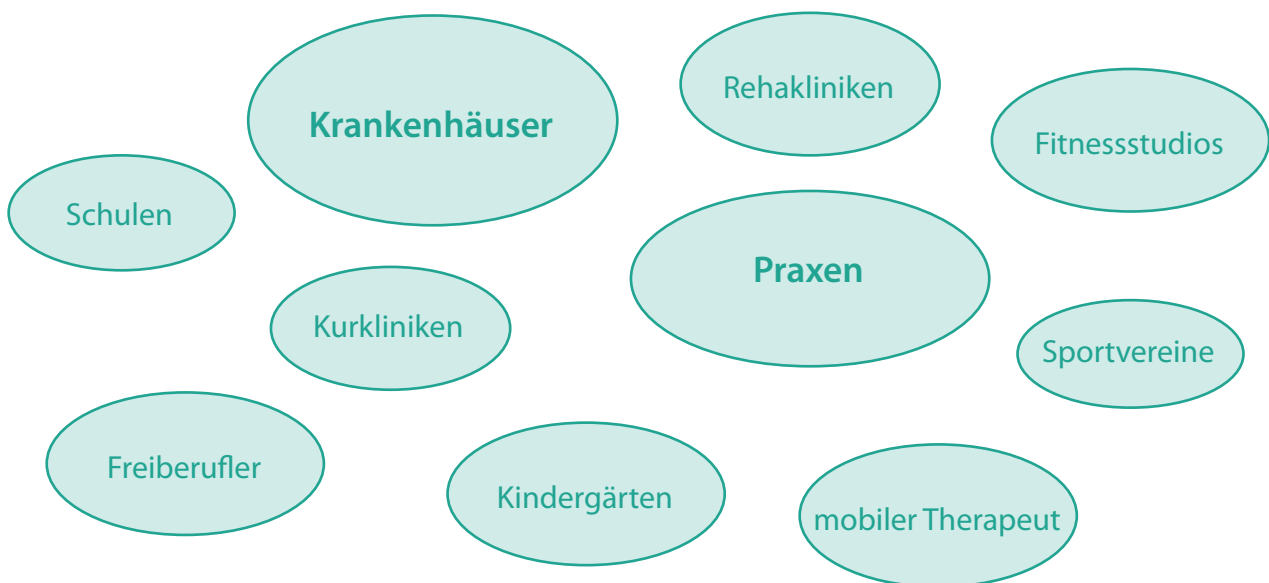 Krankenhäuser
Rehakliniken
Fitnessstudios
Schulen
Praxen
Kurkliniken
Sportvereine
Freiberufler
Kindergärten
mobiler Therapeut